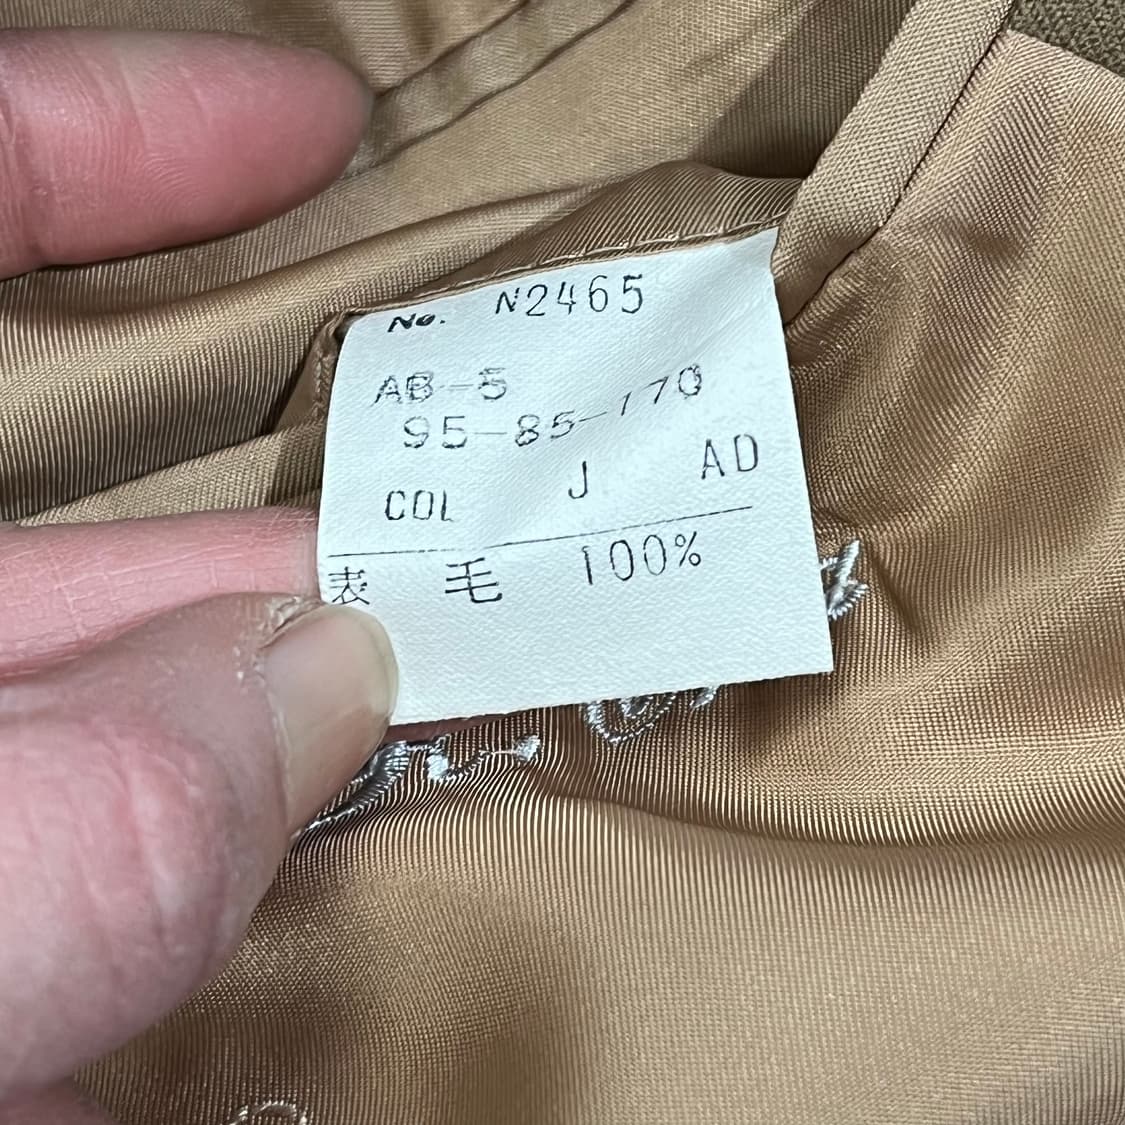 No. N2465
AB-5
95-85-170
COL J AD
表 毛 100%